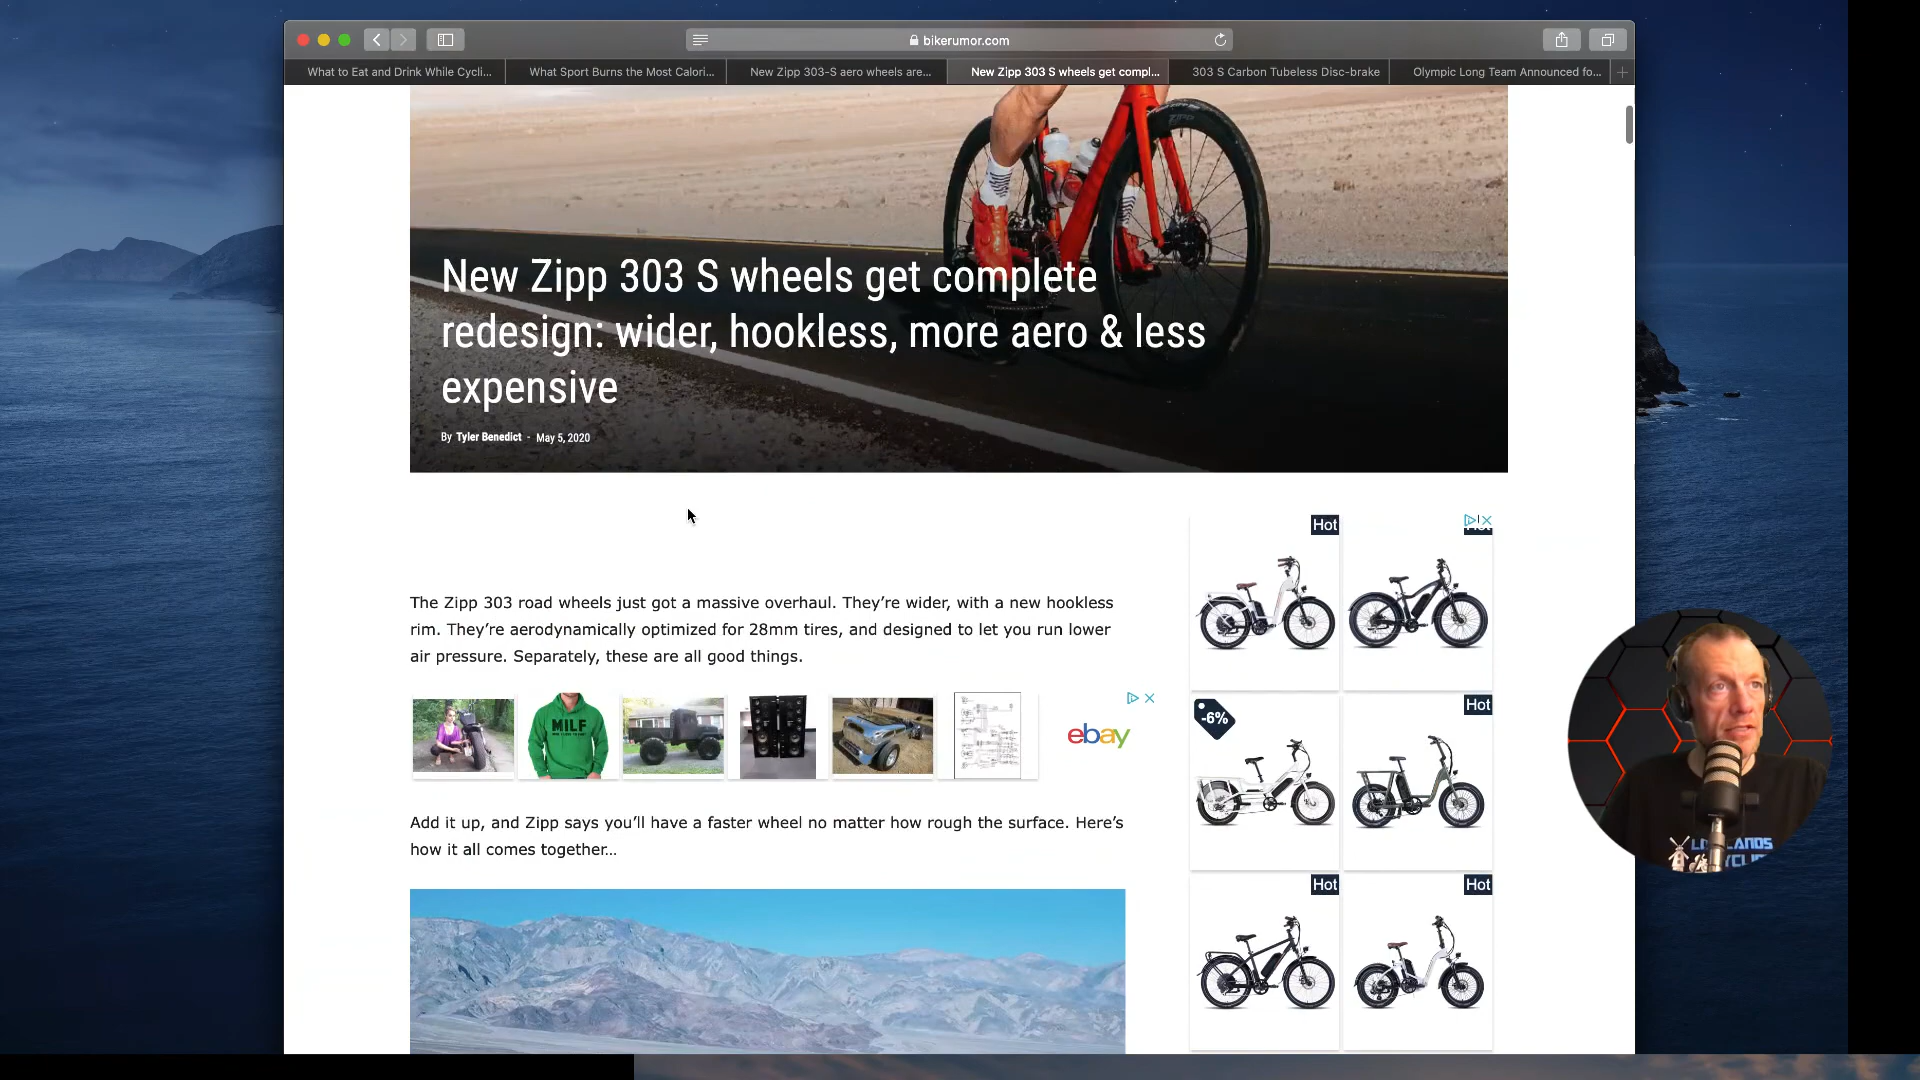 bikerumor.com
What to Eat and Drink While Cycli...
What Sport Burns the Most Calori...
New Zipp 303-S aero wheels are...
New Zipp 303 S wheels get compl...
303 S Carbon Tubeless Disc-brake
Olympic Long Team Announced fo...
New Zipp 303 S wheels get complete
redesign: wider, hookless, more aero & less
expensive
By Tyler Benedict - May 5, 2020
The Zipp 303 road wheels just got a massive overhaul. They’re wider, with a new hookless
rim. They’re aerodynamically optimized for 28mm tires, and designed to let you run lower
air pressure. Separately, these are all good things.
MILF
ebay
Add it up, and Zipp says you’ll have a faster wheel no matter how rough the surface. Here’s
how it all comes together…
Hot
-6%
Hot
Hot
Hot